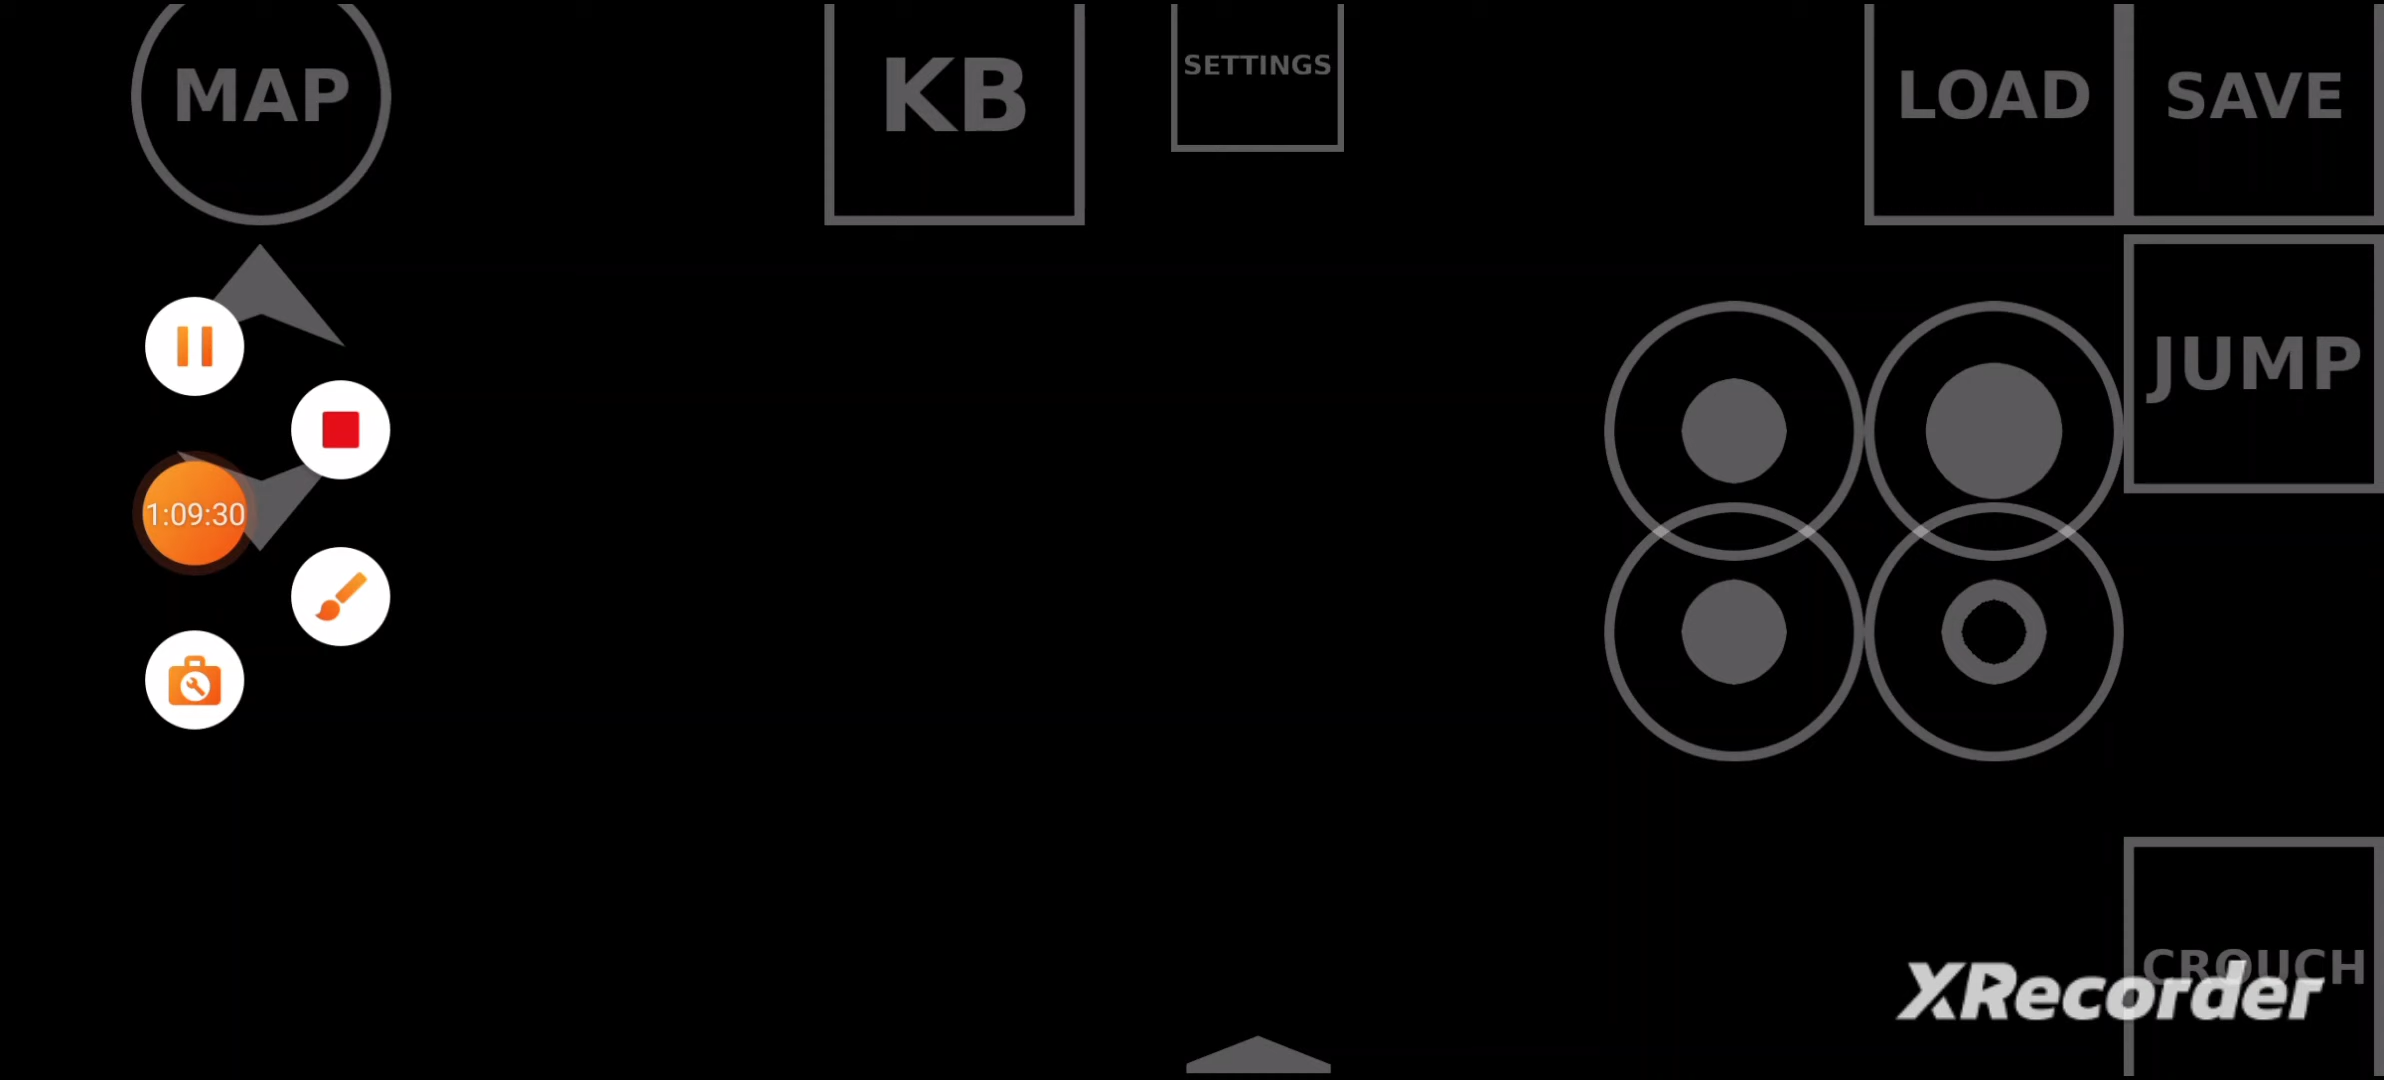 MAP
KB
SETTINGS
LOAD
SAVE
JUMP
1:09:30
CROUCH
XRecorder